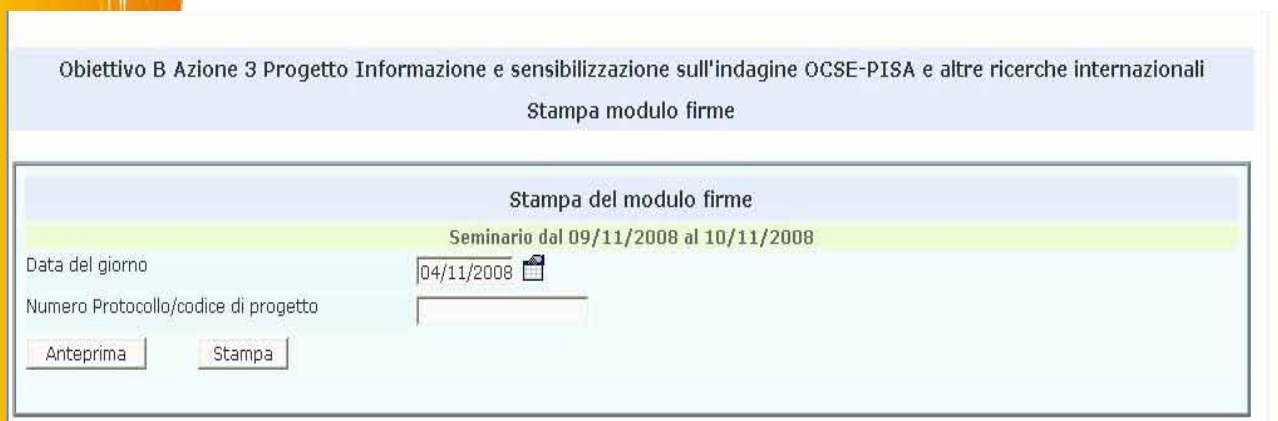 Obiettivo B Azione 3 Progetto Informazione e sensibilizzazione sull'indagine OCSE-PISA e altre ricerche internazionali
Stampa modulo firme
Stampa del modulo firme
Seminario dal 09/11/2008 al 10/11/2008
Data del giorno 04/11/2008
Numero Protocollo/codice di progetto
Anteprima Stampa